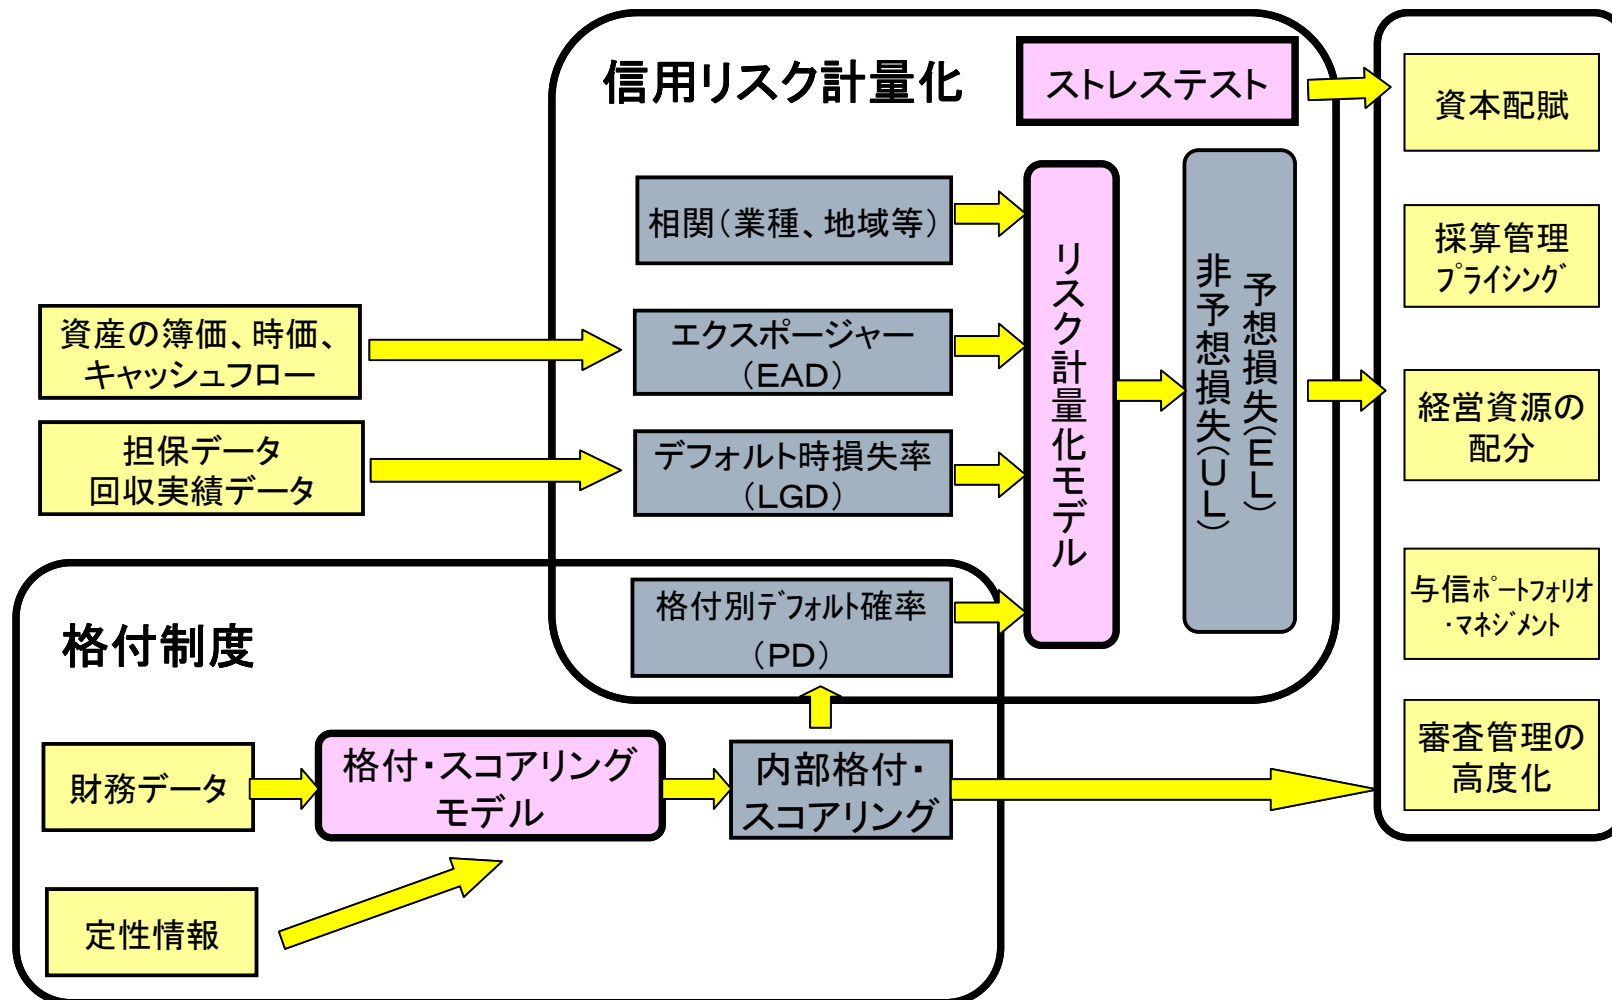 信用リスク計量化
ストレステスト
相関（業種、地域等）
エクスポージャー
（ＥＡＤ）
デフォルト時損失率
（ＬＧＤ）
格付別ﾃﾞﾌｫﾙﾄ確率
（ＰＤ）
リスク計量化モデル
予想損失（ＥＬ）
非予想損失（ＵＬ）
資産の簿価、時価、
キャッシュフロー
担保データ
回収実績データ
格付制度
財務データ
定性情報
格付・スコアリング
モデル
内部格付・
スコアリング
資本配賦
採算管理
ﾌﾟﾗｲｼﾝｸﾞ
経営資源の
配分
与信ﾎﾟｰﾄﾌｫﾘｵ
・ﾏﾈｼﾞﾒﾝﾄ
審査管理の
高度化